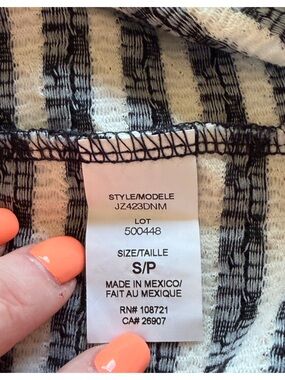 STYLE/MODELE
JZ423DNM
LOT
500448
SIZE/TAILLE
S/P
MADE IN MEXICO/
FAIT AU MEXIQUE
RN# 108721
CA# 26907